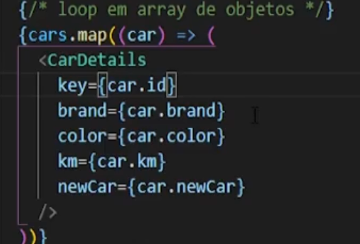 {/* loop em array de objetos */}
{cars.map((car) => (
<CarDetails
key={car.id}
brand={car.brand}
color={car.color}
km={car.km}
newCar={car.newCar}
/>
))}